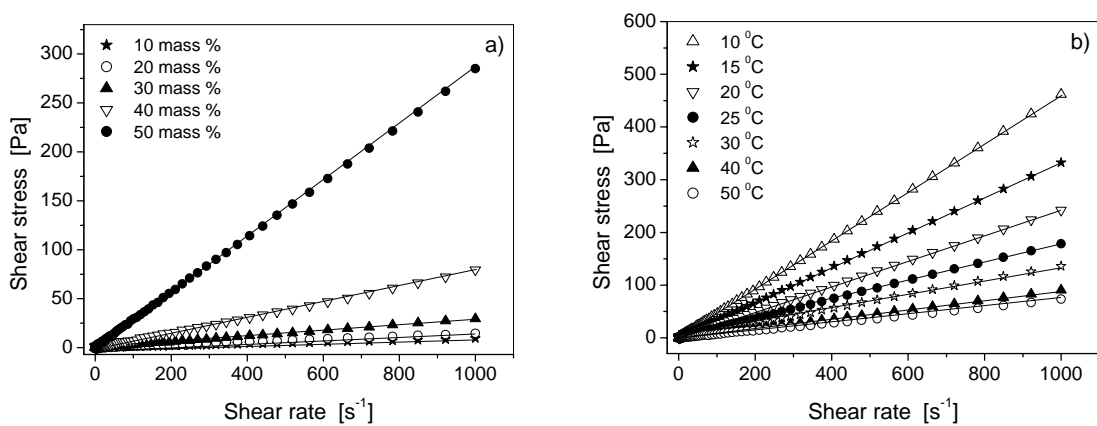 a)
10 mass %
20 mass %
30 mass %
40 mass %
50 mass %
300
250
200
150
100
50
0
Shear stress [Pa]
0 200 400 600 800 1000
Shear rate [s⁻¹]
b)
10 ⁰C
15 ⁰C
20 ⁰C
25 ⁰C
30 ⁰C
40 ⁰C
50 ⁰C
600
500
400
300
200
100
0
Shear stress [Pa]
0 200 400 600 800 1000
Shear rate [s⁻¹]